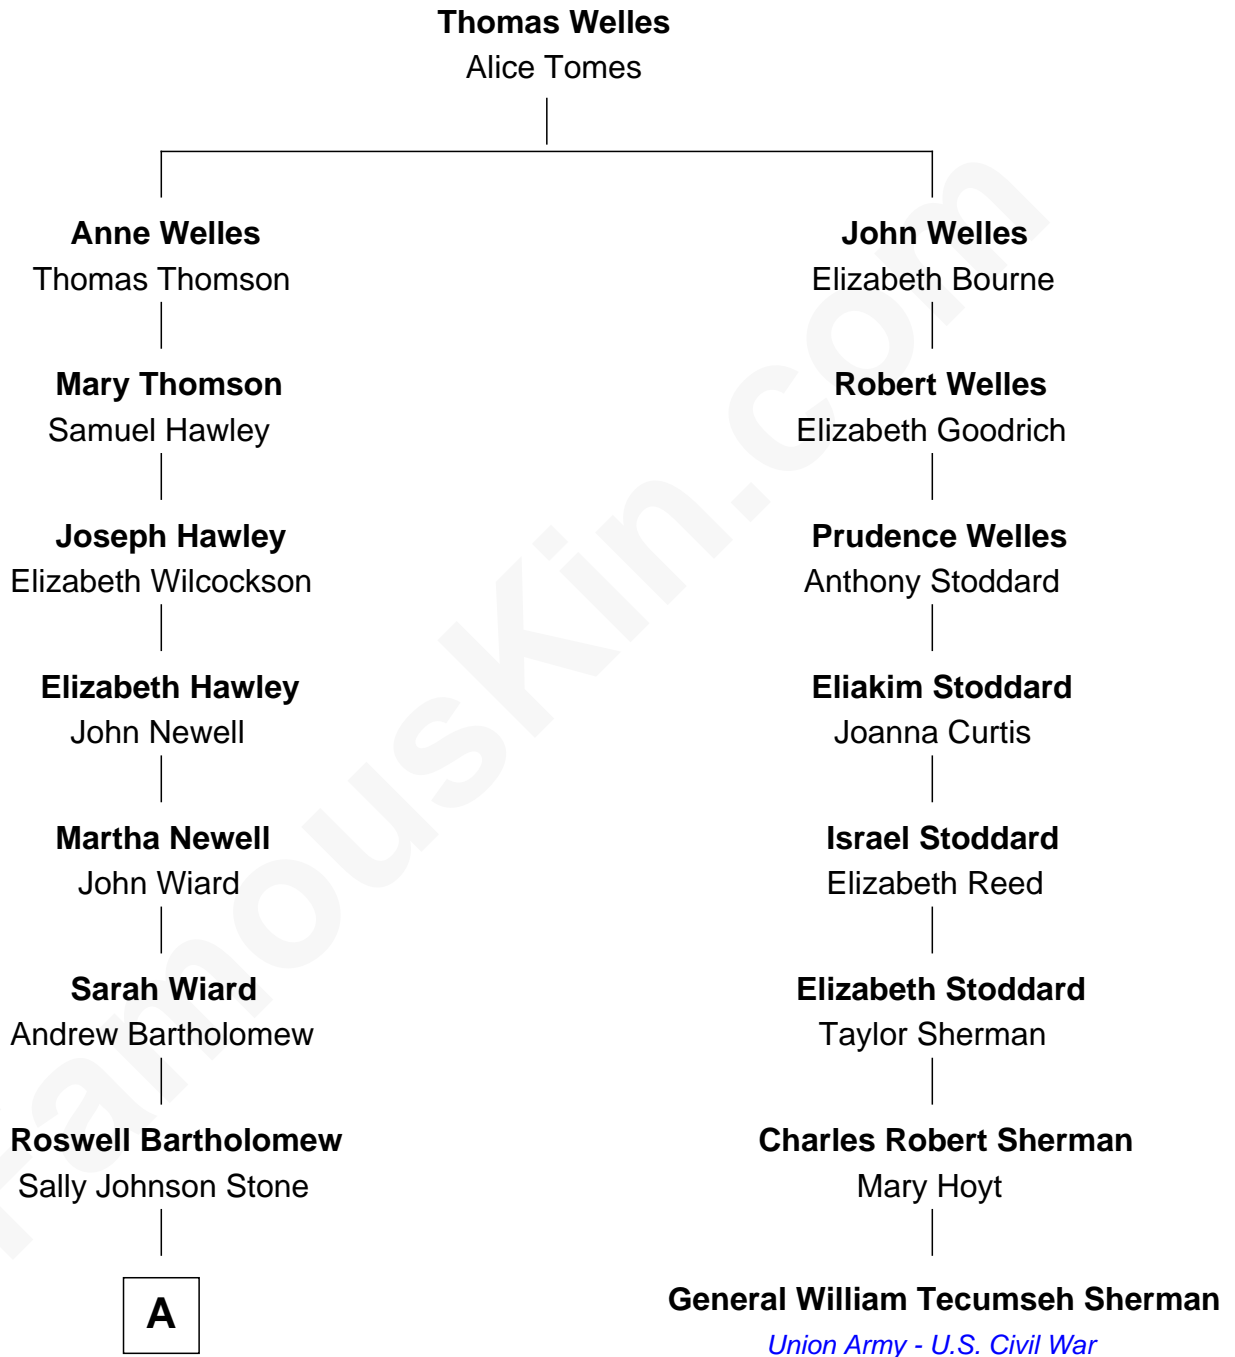 Thomas Welles
Alice Tomes
Anne Welles
Thomas Thomson
John Welles
Elizabeth Bourne
Mary Thomson
Samuel Hawley
Robert Welles
Elizabeth Goodrich
Joseph Hawley
Elizabeth Wilcockson
Prudence Welles
Anthony Stoddard
Elizabeth Hawley
John Newell
Eliakim Stoddard
Joanna Curtis
Martha Newell
John Wiard
Israel Stoddard
Elizabeth Reed
Sarah Wiard
Andrew Bartholomew
Elizabeth Stoddard
Taylor Sherman
Roswell Bartholomew
Sally Johnson Stone
Charles Robert Sherman
Mary Hoyt
A
General William Tecumseh Sherman
Union Army - U.S. Civil War
FamousKin.com